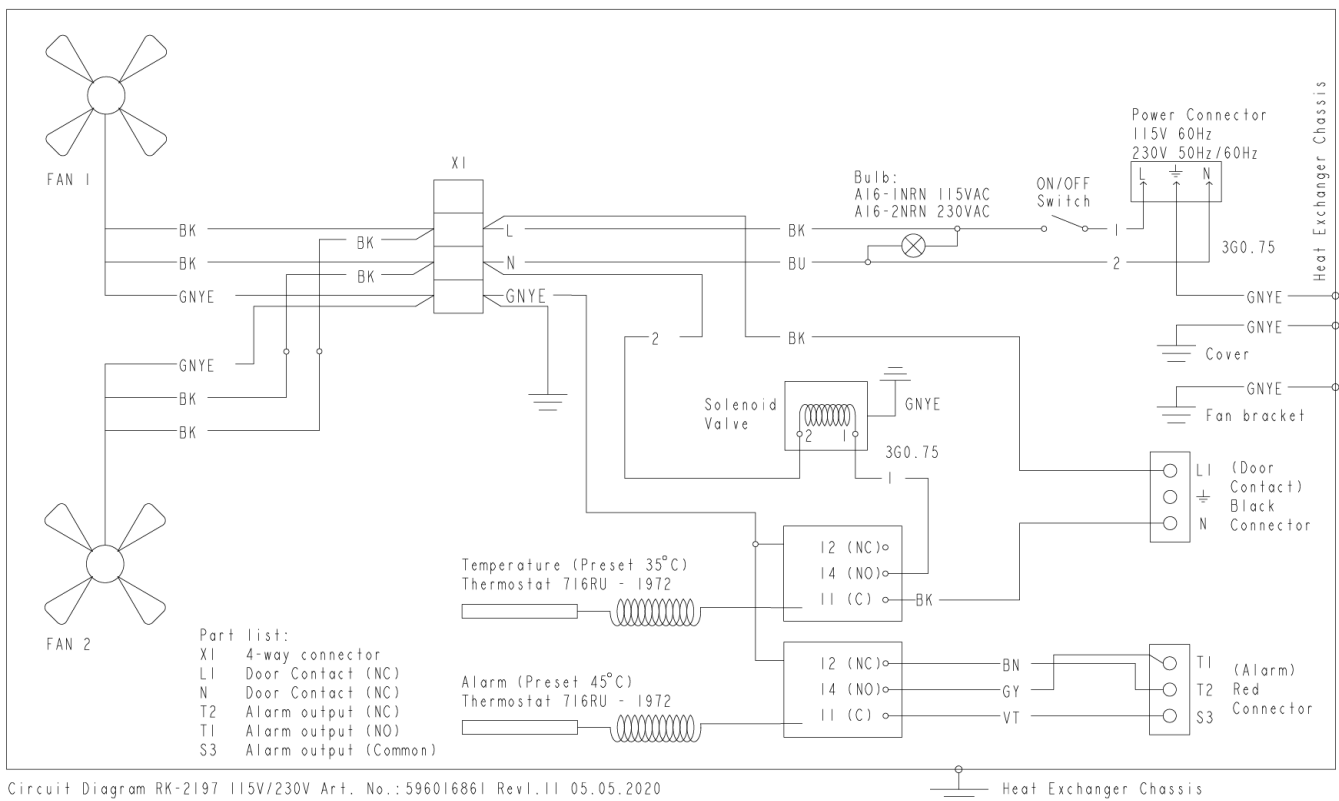 Power Connector
115V 60Hz
230V 50Hz/60Hz
L ⏚ N
Heat Exchanger Chassis
FAN 1
X1
Bulb:
A16-1NRN 115VAC
A16-2NRN 230VAC
ON/OFF
Switch
BK
BK
L
BK
1
3G0.75
BK
N
BU
2
BK
GNYE
GNYE
GNYE
GNYE
Cover
2
BK
GNYE
BK
BK
GNYE
Fan bracket
Solenoid
Valve
2 1
GNYE
3G0.75
1
L1 (Door
Contact)
⏚ Black
N Connector
12 (NC)
14 (NO)
11 (C)
BK
Temperature (Preset 35°C)
Thermostat 716RU - 1972
FAN 2
Part list:
X1 4-way connector
L1 Door Contact (NC)
N Door Contact (NC)
T2 Alarm output (NC)
T1 Alarm output (NO)
S3 Alarm output (Common)
Alarm (Preset 45°C)
Thermostat 716RU - 1972
12 (NC)
14 (NO)
11 (C)
BN
GY
VT
T1 (Alarm)
T2 Red
Connector
S3
Circuit Diagram RK-2197 115V/230V Art. No.:596016861 Rev1.11 05.05.2020
Heat Exchanger Chassis